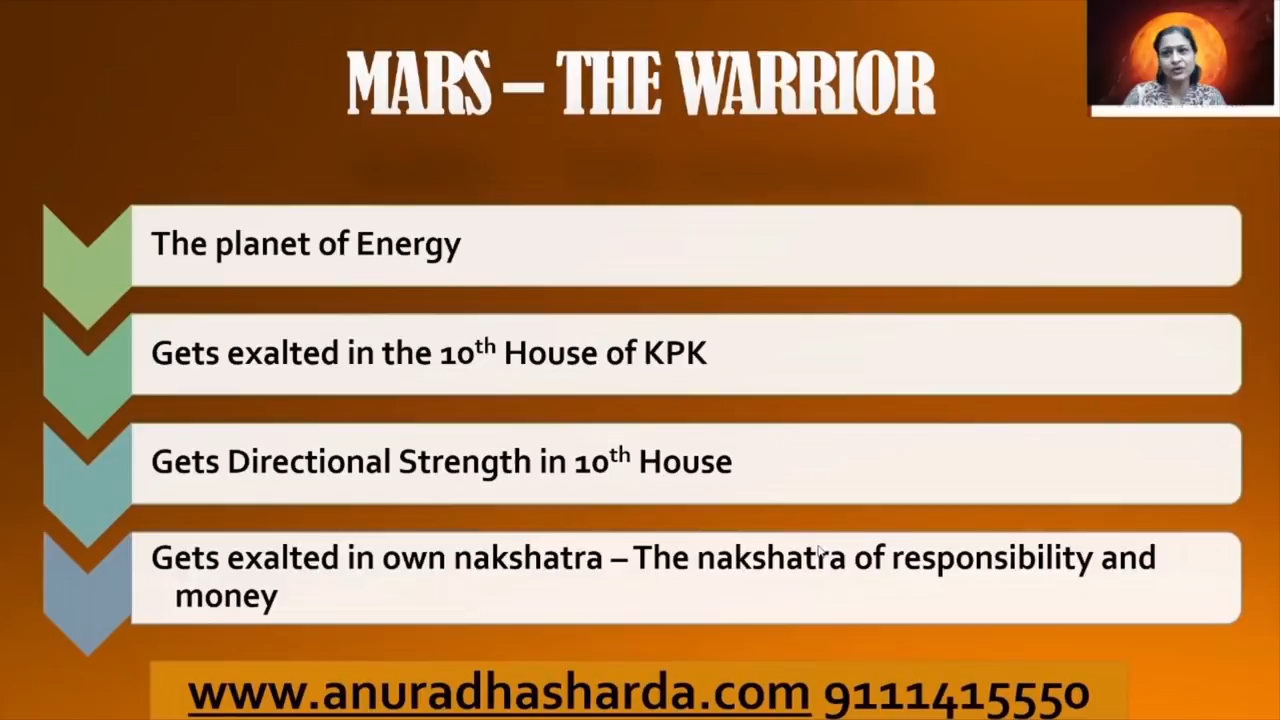 MARS – THE WARRIOR
The planet of Energy
Gets exalted in the 10th House of KPK
Gets Directional Strength in 10th House
Gets exalted in own nakshatra – The nakshatra of responsibility and
money
www.anuradhasharda.com 9111415550